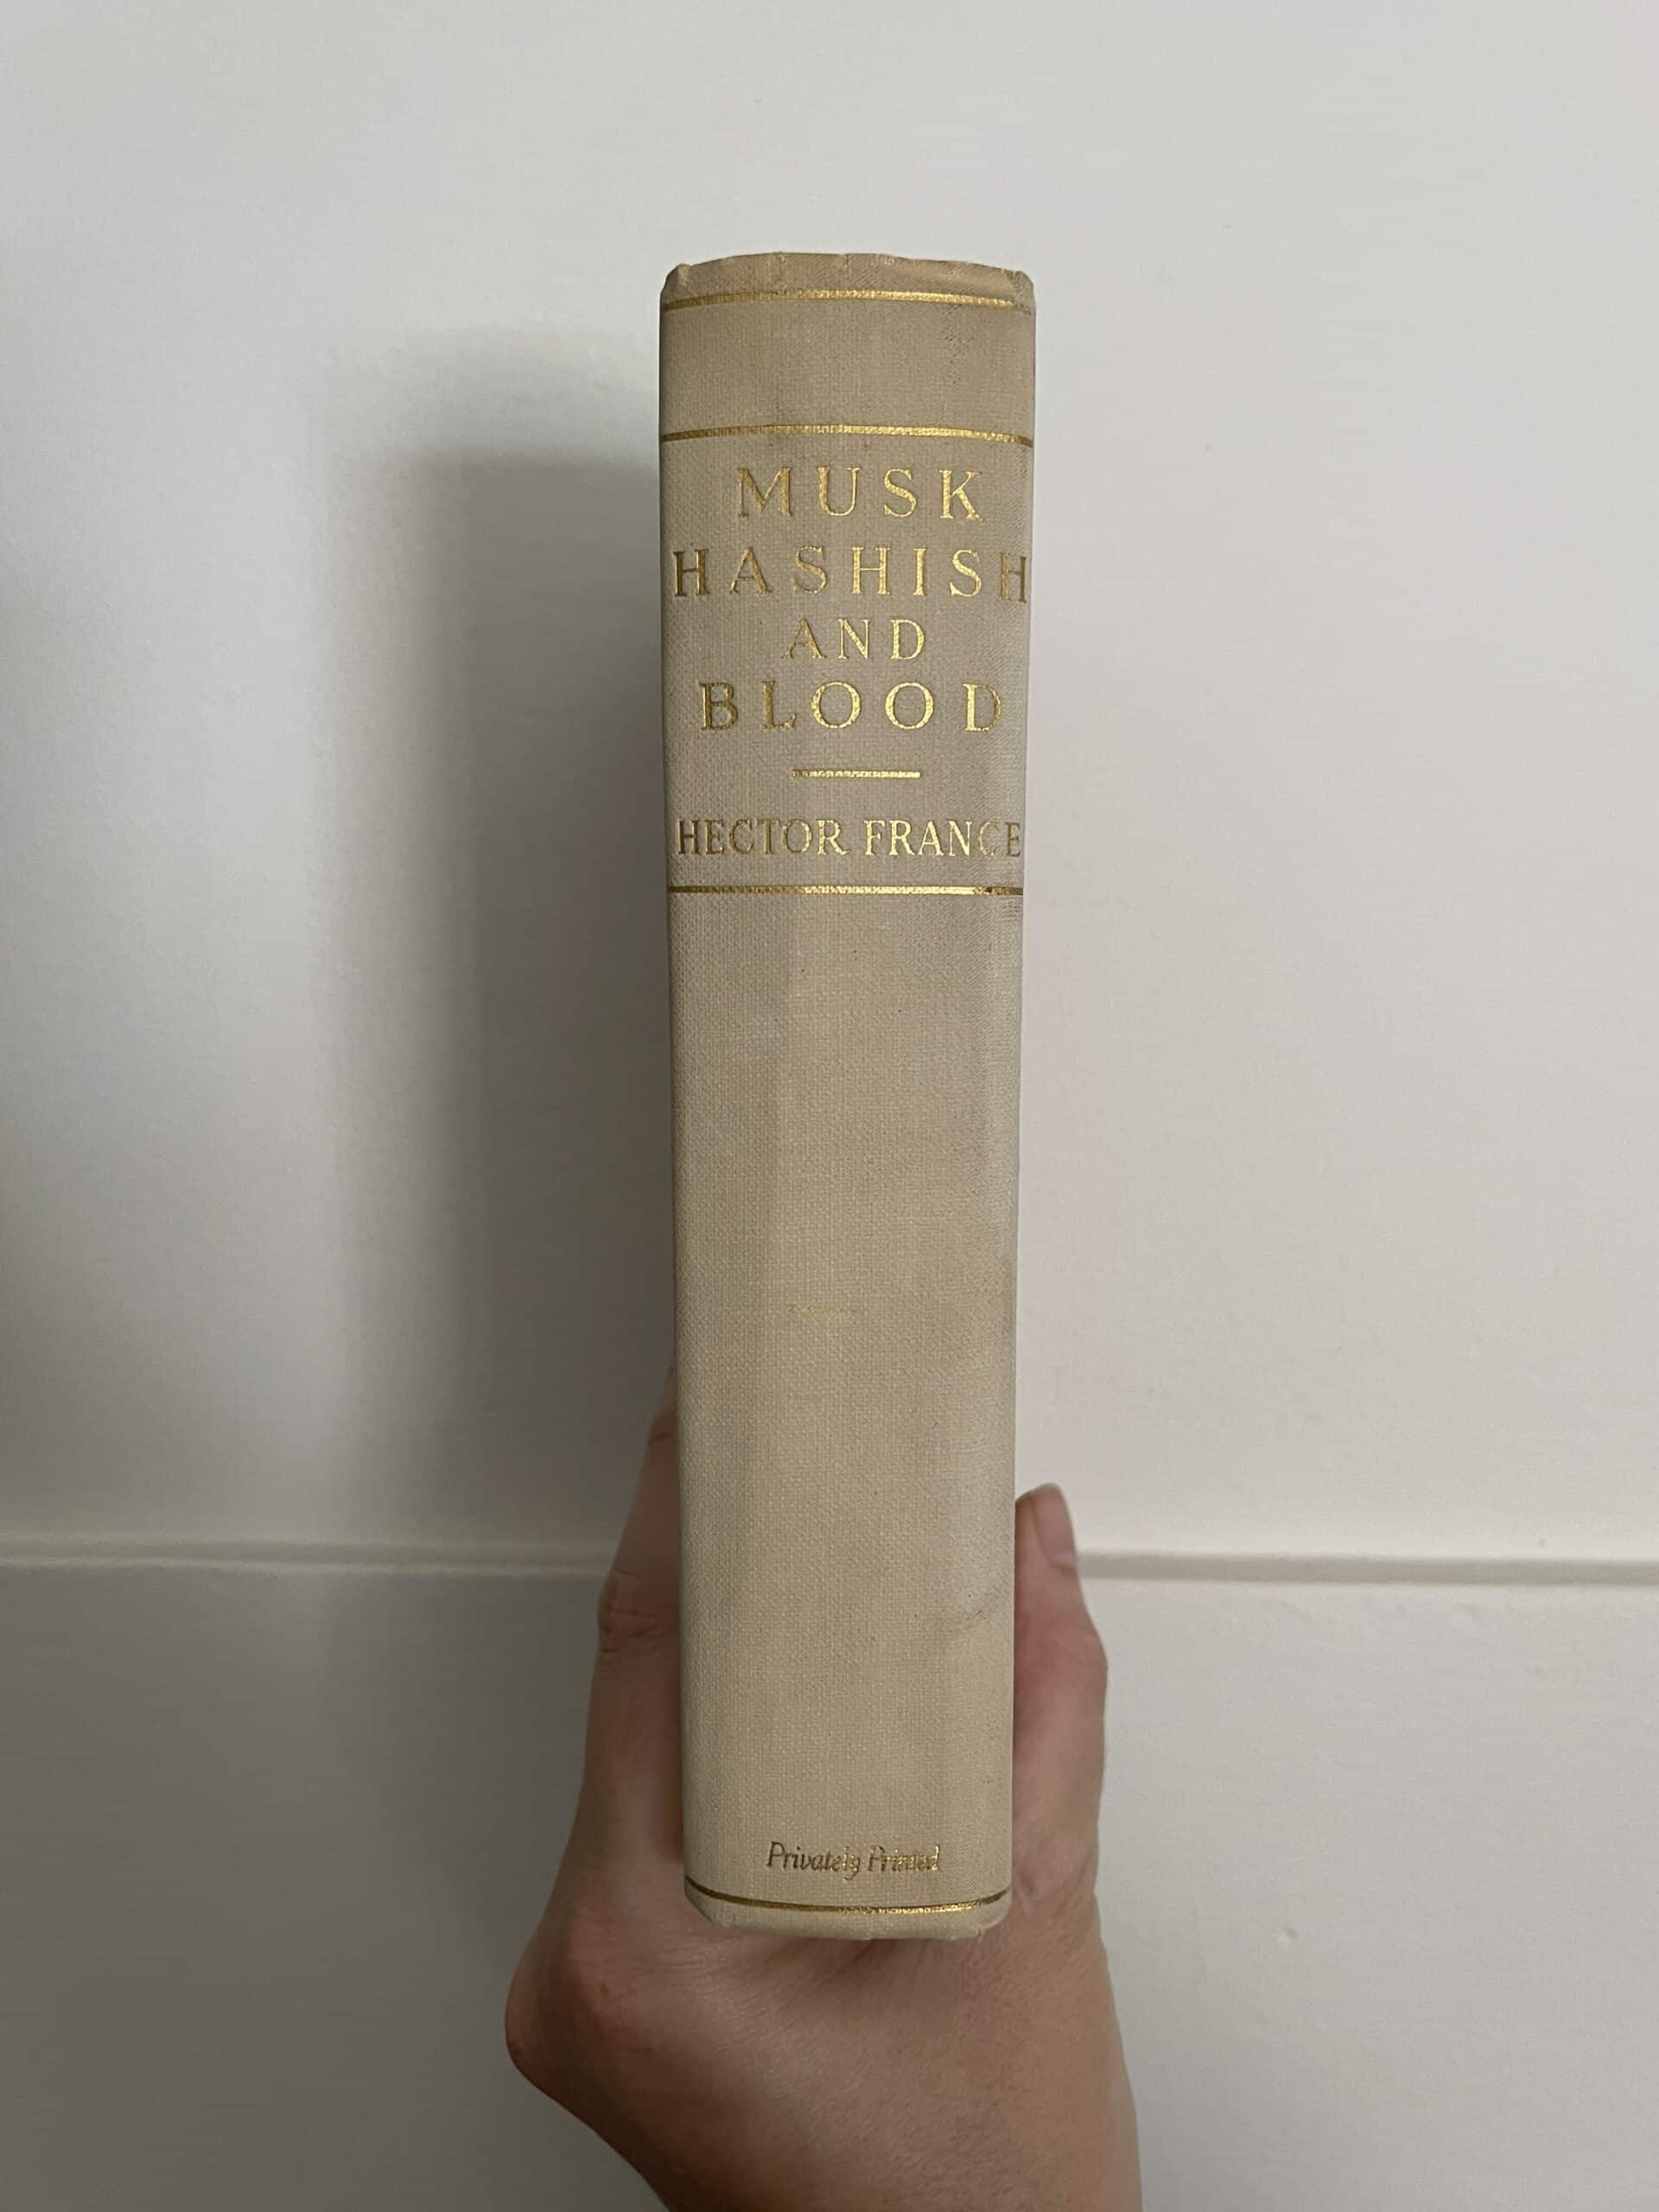 MUSK
HASHISH
AND
BLOOD
HECTOR FRANCE
Privately Printed